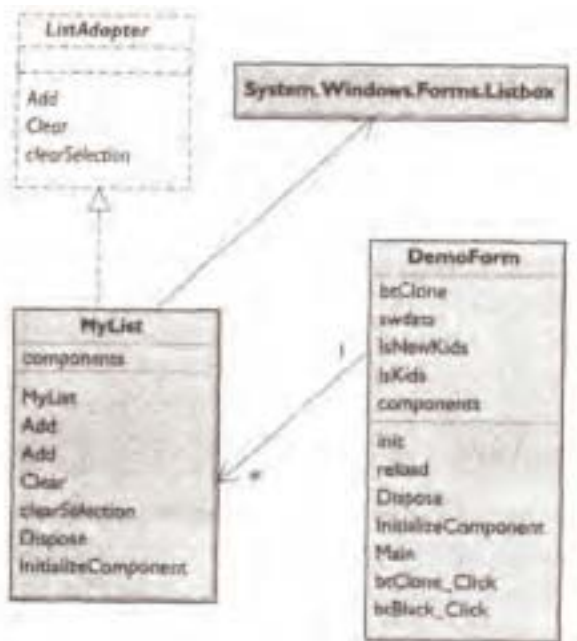 ListAdapter
Add
Clear
clearSelection
System.Windows.Forms.Listbox
MyList
components
MyList
Add
Add
Clear
clearSelection
Dispose
InitializeComponent
1
*
DemoForm
btClone
swdata
lsNewKids
lsKids
components
init
reload
Dispose
InitializeComponent
Main
btClone_Click
btBlack_Click